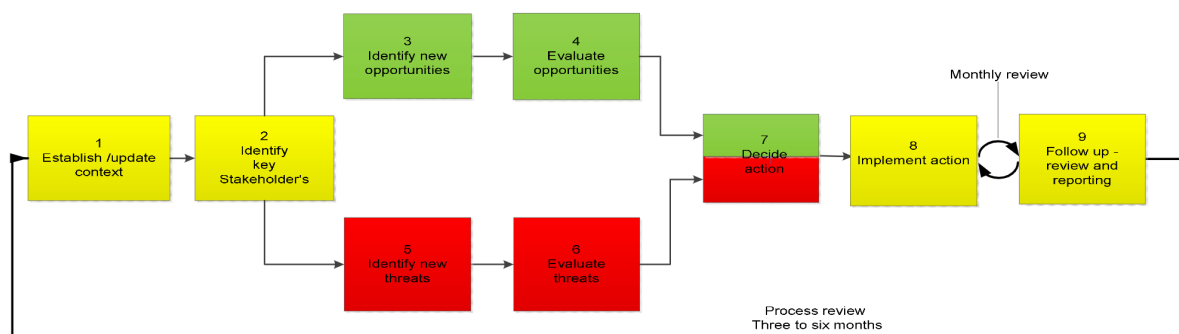 1
Establish /update
context
2
Identify
key
Stakeholder's
3
Identify new
opportunities
4
Evaluate
opportunities
5
Identify new
threats
6
Evaluate
threats
7
Decide
action
8
Implement action
Monthly review
9
Follow up -
review and
reporting
Process review
Three to six months